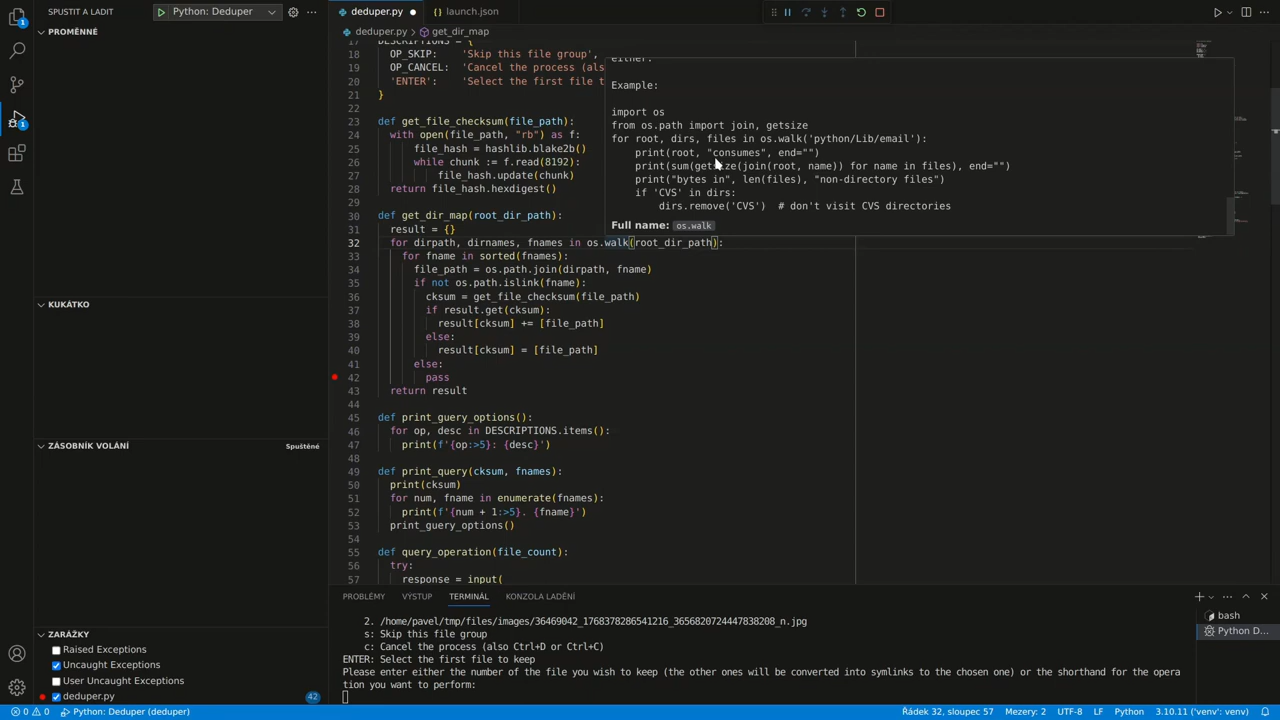 SPUSTIT A LADIT
Python: Deduper
deduper.py
launch.json
1
PROMĚNNÉ
deduper.py > get_dir_map
17 DESCRIPTIONS = {
18 OP_SKIP: 'Skip this file group',
19 OP_CANCEL: 'Cancel the process (als
20 'ENTER': 'Select the first file t
21 }
22
23 def get_file_checksum(file_path):
24 with open(file_path, "rb") as f:
25 file_hash = hashlib.blake2b()
26 while chunk := f.read(8192):
27 file_hash.update(chunk)
28 return file_hash.hexdigest()
29
30 def get_dir_map(root_dir_path):
31 result = {}
32 for dirpath, dirnames, fnames in os.walk(root_dir_path):
33 for fname in sorted(fnames):
34 file_path = os.path.join(dirpath, fname)
35 if not os.path.islink(fname):
36 cksum = get_file_checksum(file_path)
37 if result.get(cksum):
38 result[cksum] += [file_path]
39 else:
40 result[cksum] = [file_path]
41 else:
42 pass
43 return result
44
45 def print_query_options():
46 for op, desc in DESCRIPTIONS.items():
47 print(f'{op:>5}: {desc}')
48
49 def print_query(cksum, fnames):
50 print(cksum)
51 for num, fname in enumerate(fnames):
52 print(f'{num + 1:>5}. {fname}')
53 print_query_options()
54
55 def query_operation(file_count):
56 try:
57 response = input(
either.
Example:
import os
from os.path import join, getsize
for root, dirs, files in os.walk('python/Lib/email'):
print(root, "consumes", end="")
print(sum(getsize(join(root, name)) for name in files), end="")
print("bytes in", len(files), "non-directory files")
if 'CVS' in dirs:
dirs.remove('CVS') # don't visit CVS directories
Full name: os.walk
1
KUKÁTKO
ZÁSOBNÍK VOLÁNÍ
Spuštěné
ZARÁŽKY
Raised Exceptions
Uncaught Exceptions
User Uncaught Exceptions
deduper.py
42
PROBLÉMY
VÝSTUP
TERMINÁL
KONZOLA LADĚNÍ
2. /home/pavel/tmp/files/images/36469042_1768378286541216_3656820724447838208_n.jpg
s: Skip this file group
c: Cancel the process (also Ctrl+D or Ctrl+C)
ENTER: Select the first file to keep
Please enter either the number of the file you wish to keep (the other ones will be converted into symlinks to the chosen one) or the shorthand for the opera
tion you want to perform:
bash
Python D...
0 0
Python: Deduper (deduper)
Řádek 32, sloupec 57
Mezery: 2
UTF-8
LF
Python
3.10.11 ('venv': venv)